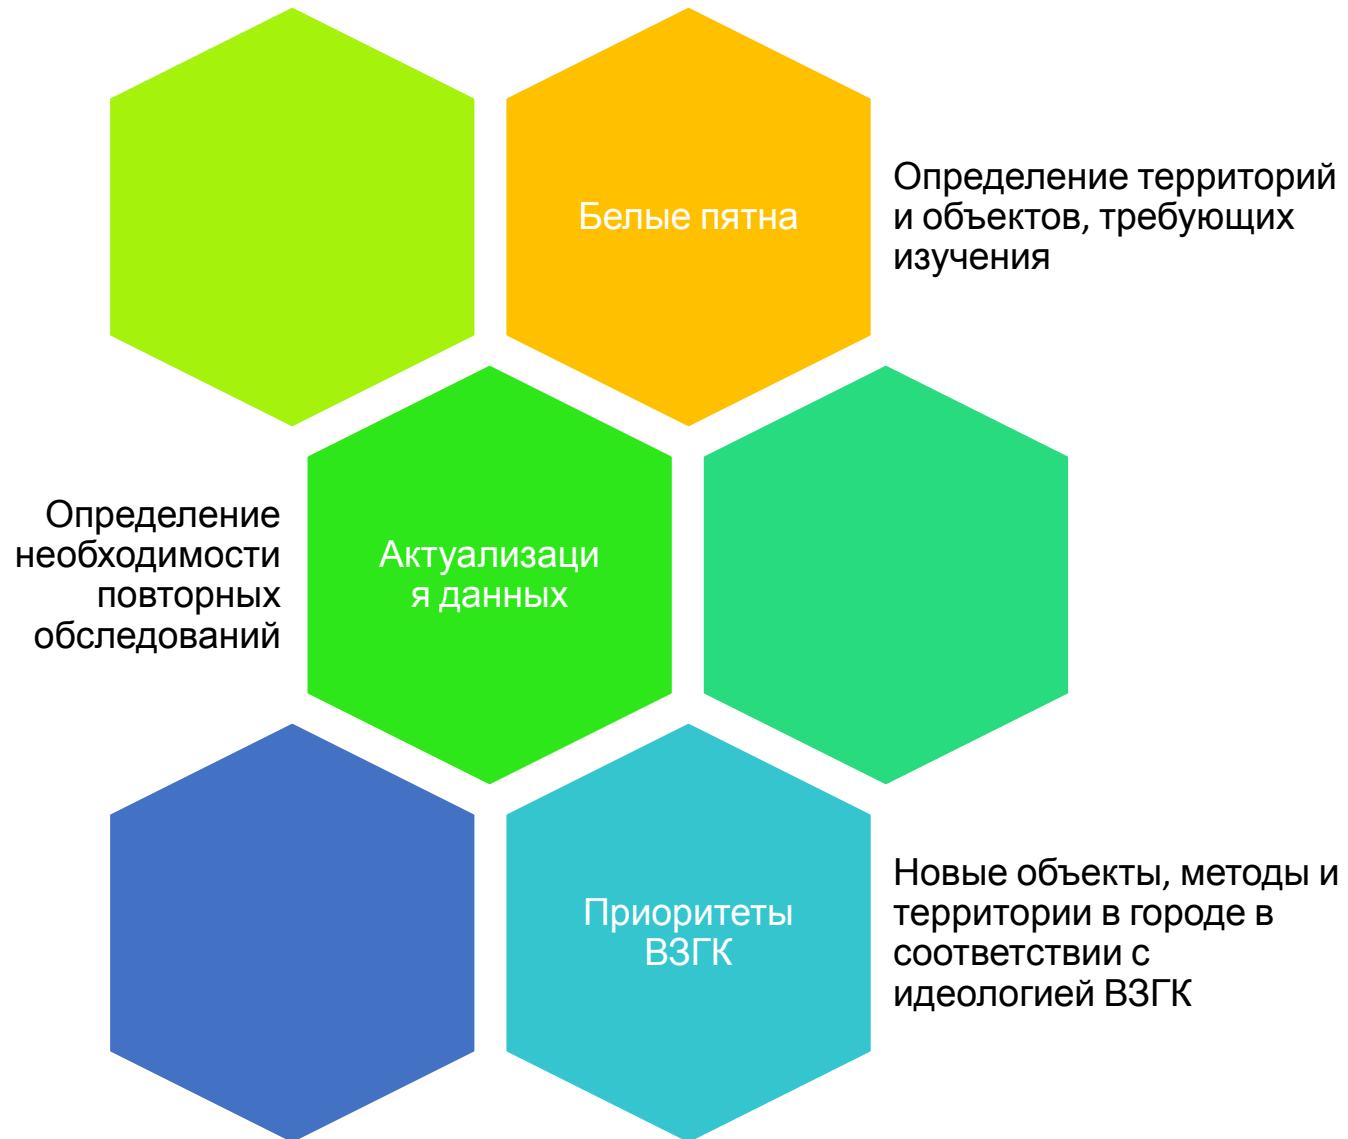 Белые пятна
Определение территорий
и объектов, требующих
изучения
Определение
необходимости
повторных
обследований
Актуализаци
я данных
Приоритеты
ВЗГК
Новые объекты, методы и
территории в городе в
соответствии с
идеологией ВЗГК